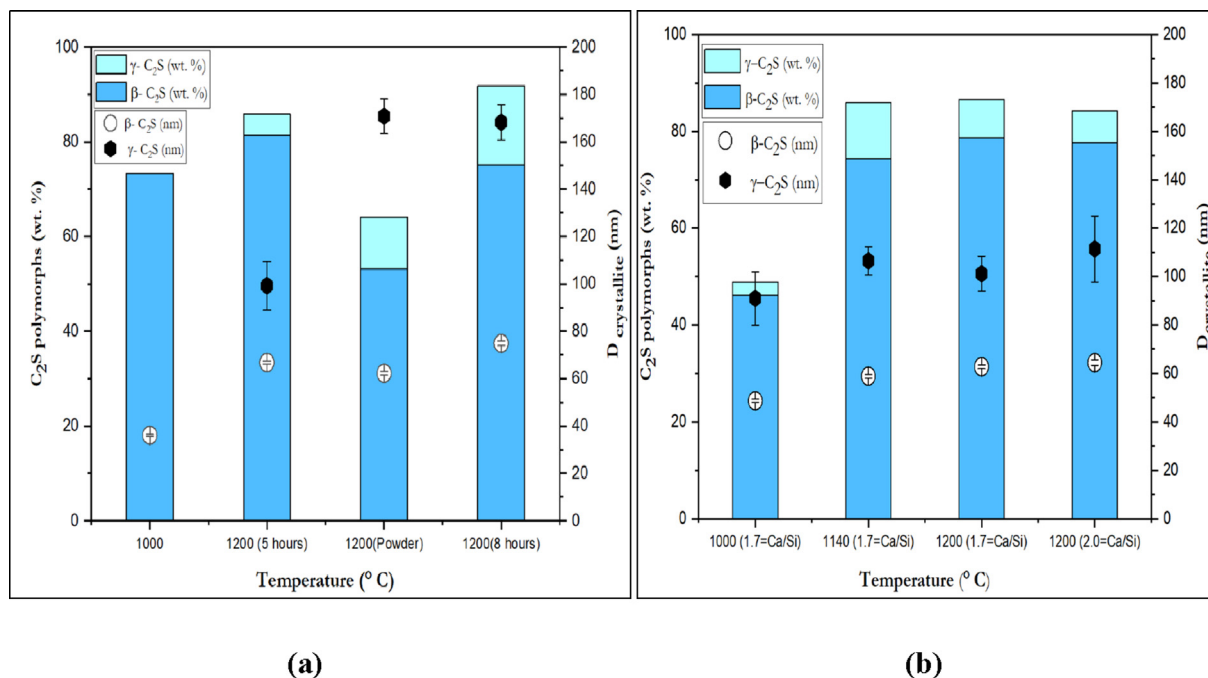 γ- C₂S (wt. %)
β- C₂S (wt. %)
β- C₂S (nm)
γ- C₂S (nm)
C₂S polymorphs (wt. %)
100
80
60
40
20
0
200
180
160
140
120
100
80
60
40
20
0
D crystallite (nm)
1000
1200 (5 hours)
1200(Powder)
1200(8 hours)
Temperature (° C)
(a)
γ-C₂S (wt. %)
β-C₂S (wt. %)
β-C₂S (nm)
γ-C₂S (nm)
C₂S polymorphs (wt. %)
100
80
60
40
20
0
200
180
160
140
120
100
80
60
40
20
0
D crystallite (nm)
1000 (1.7=Ca/Si)
1140 (1.7=Ca/Si)
1200 (1.7=Ca/Si)
1200 (2.0=Ca/Si)
Temperature (° C)
(b)